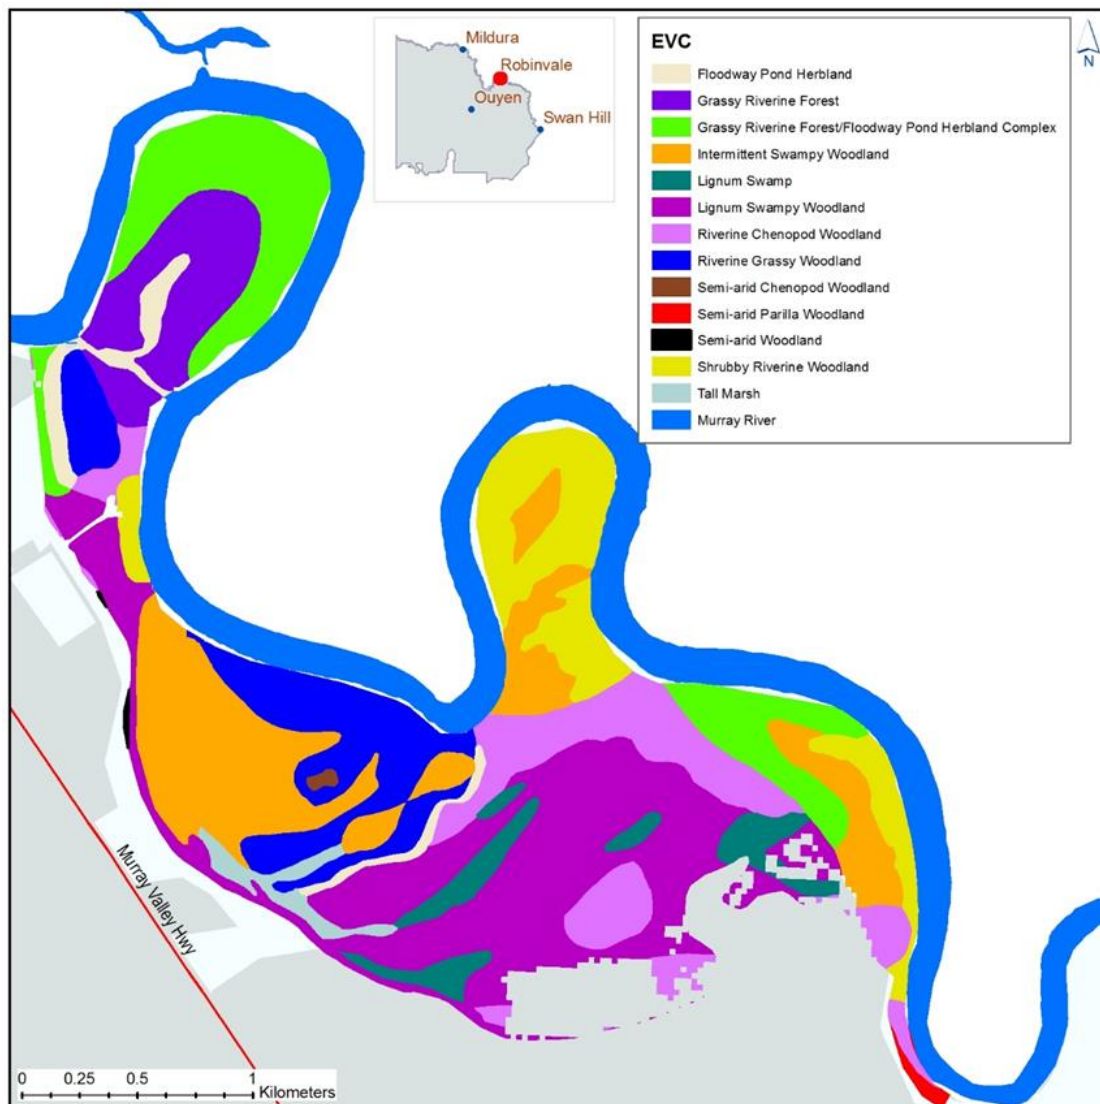 Mildura
Robinvale
Ouyen
Swan Hill
EVC
Floodway Pond Herbland
Grassy Riverine Forest
Grassy Riverine Forest/Floodway Pond Herbland Complex
Intermittent Swampy Woodland
Lignum Swamp
Lignum Swampy Woodland
Riverine Chenopod Woodland
Riverine Grassy Woodland
Semi-arid Chenopod Woodland
Semi-arid Parilla Woodland
Semi-arid Woodland
Shrubby Riverine Woodland
Tall Marsh
Murray River
N
Murray Valley Hwy
0 0.25 0.5 1
Kilometers